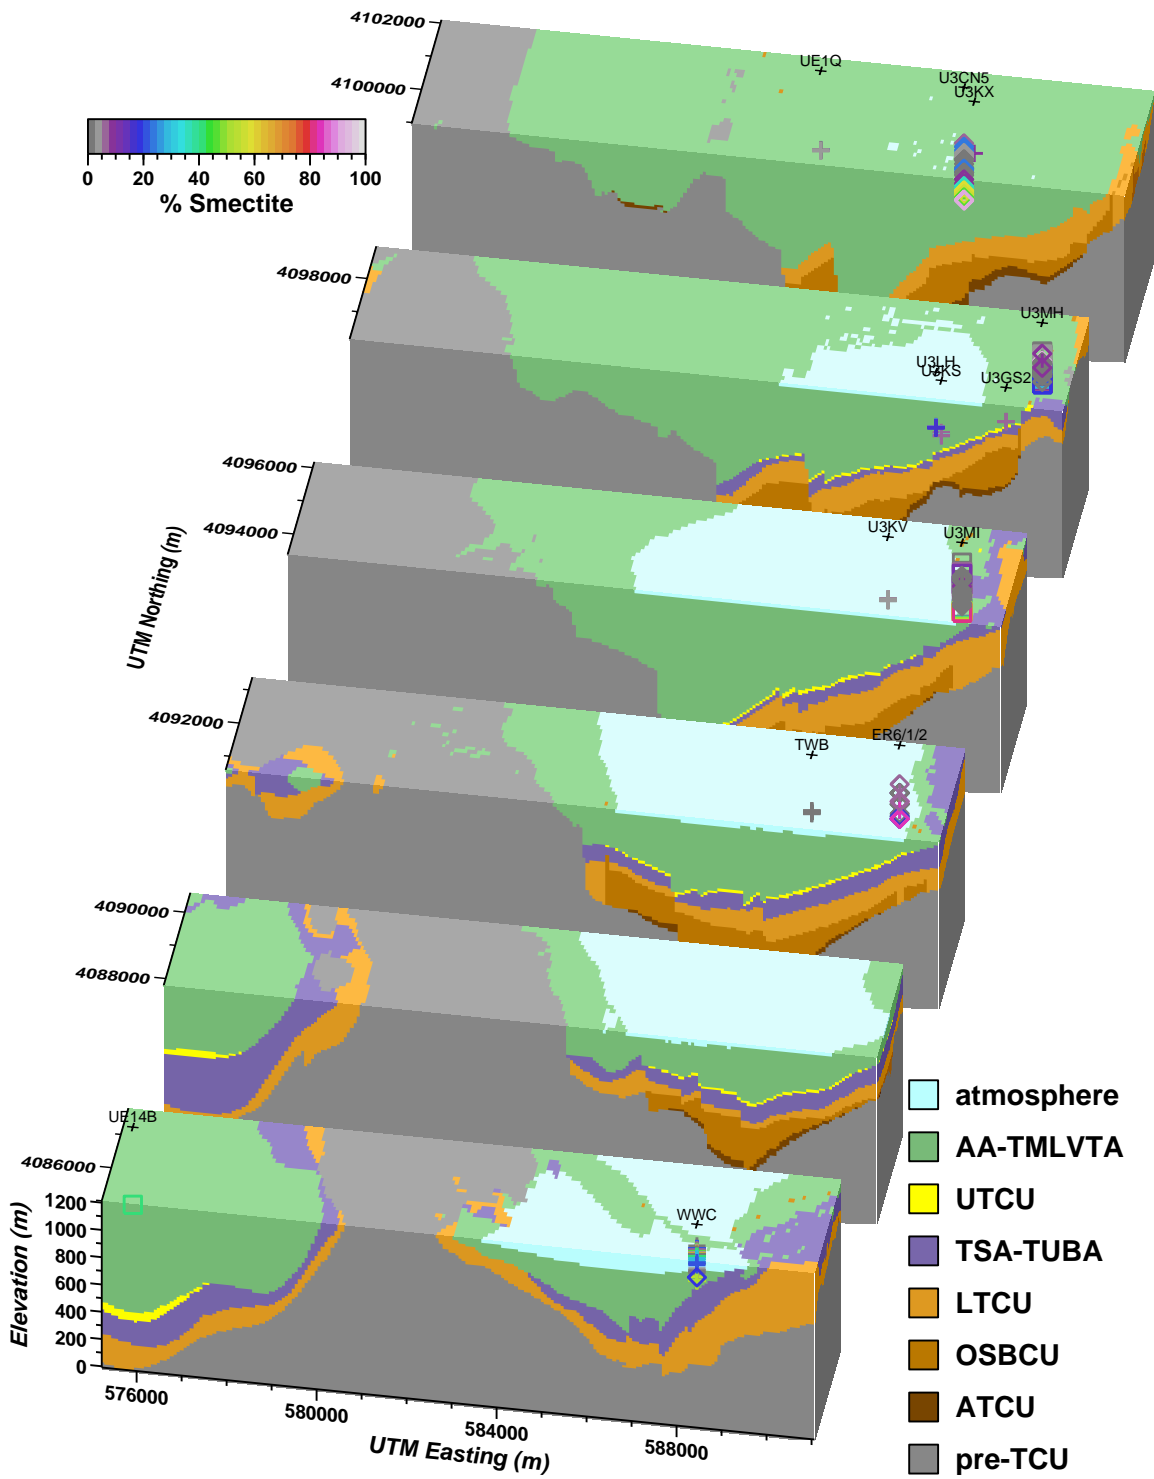 4102000
4100000
UE1Q
U3CN5
U3KX
0 20 40 60 80 100
% Smectite
4098000
U3MH
U3LH
U3KS
U3GS2
4096000
4094000
U3KV
U3MI
UTM Northing (m)
4092000
TWB
ER6/1/2
4090000
4088000
UE14B
4086000
WWC
1200
1000
800
600
400
200
0
Elevation (m)
576000
580000
584000
588000
UTM Easting (m)
atmosphere
AA-TMLVTA
UTCU
TSA-TUBA
LTCU
OSBCU
ATCU
pre-TCU